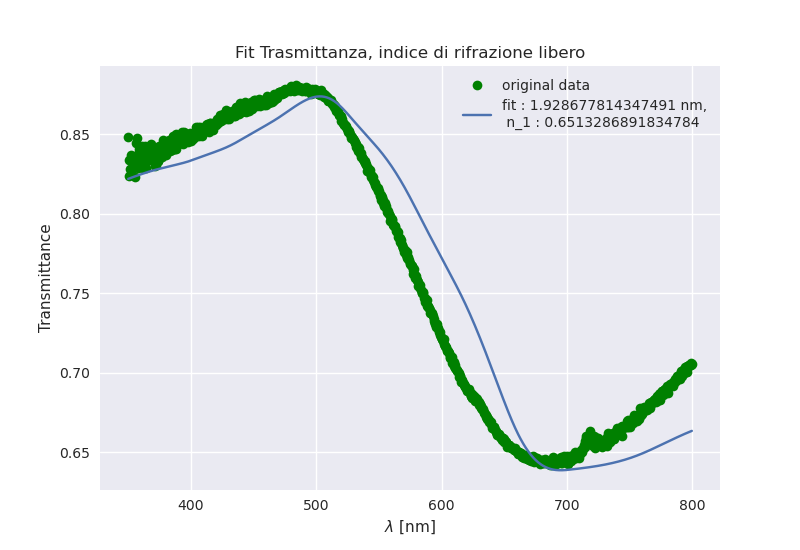 Fit Trasmittanza, indice di rifrazione libero
original data
fit : 1.928677814347491 nm,
n_1 : 0.6513286891834784
Transmittance
0.85
0.80
0.75
0.70
0.65
400 500 600 700 800
λ [nm]